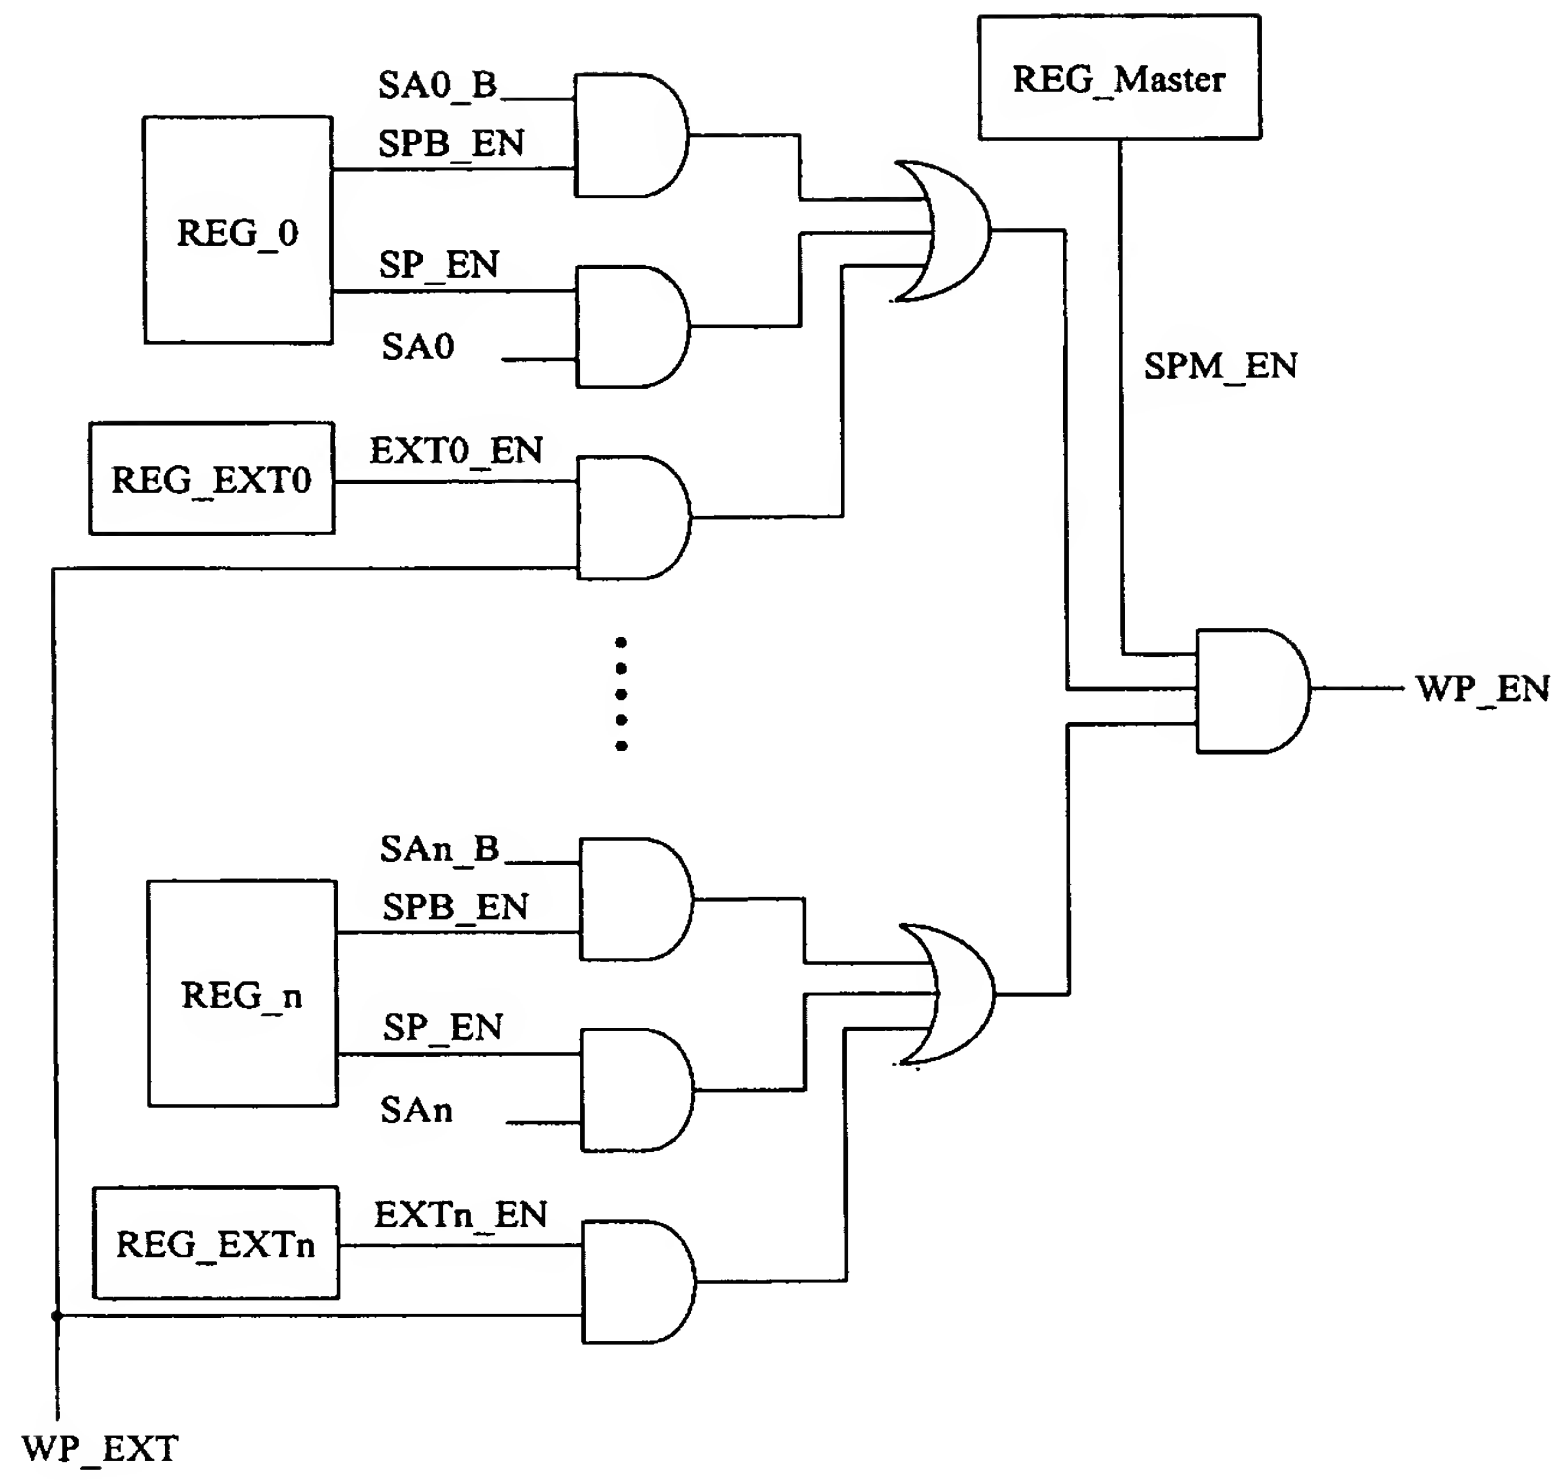 REG_Master
SA0_B
SPB_EN
REG_0
SP_EN
SA0
SPM_EN
EXT0_EN
REG_EXT0
WP_EN
SAn_B
SPB_EN
REG_n
SP_EN
SAn
EXTn_EN
REG_EXTn
WP_EXT